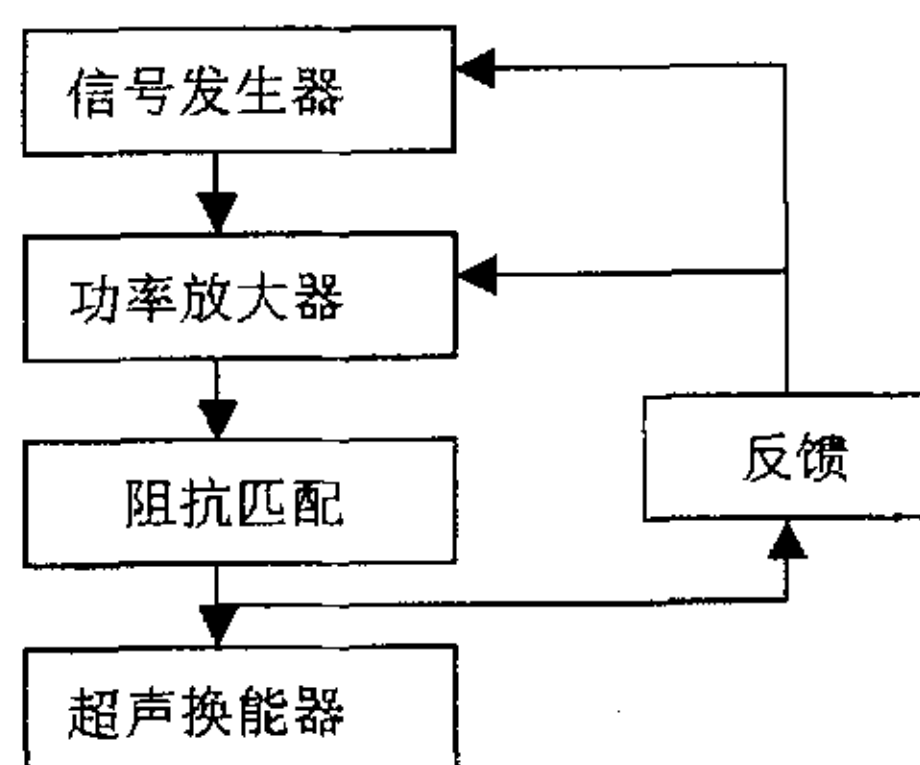 信号发生器
功率放大器
阻抗匹配
反馈
超声换能器